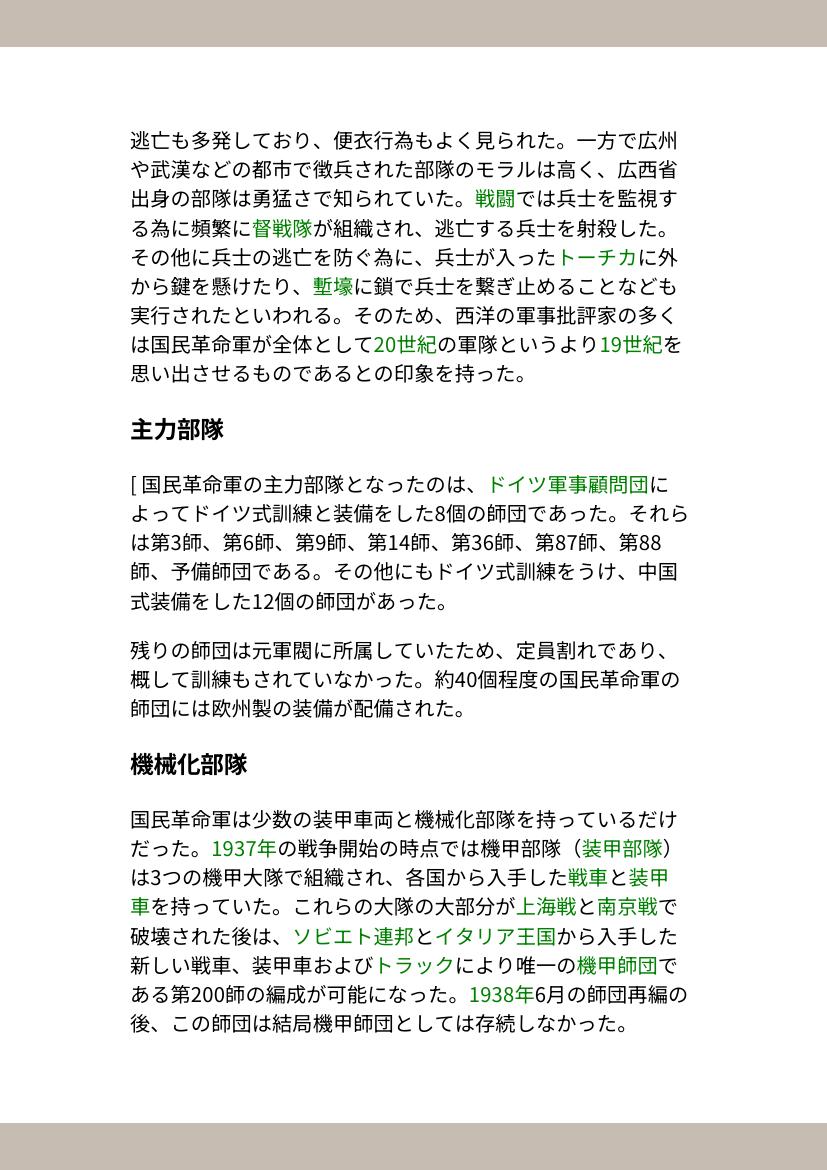 逃亡も多発しており、便衣行為もよく見られた。一方で広州
や武漢などの都市で徴兵された部隊のモラルは高く、広西省
出身の部隊は勇猛さで知られていた。戦闘では兵士を監視す
る為に頻繁に督戦隊が組織され、逃亡する兵士を射殺した。
その他に兵士の逃亡を防ぐ為に、兵士が入ったトーチカに外
から鍵を懸けたり、塹壕に鎖で兵士を繋ぎ止めることなども
実行されたといわれる。そのため、西洋の軍事批評家の多く
は国民革命軍が全体として20世紀の軍隊というより19世紀を
思い出させるものであるとの印象を持った。
主力部隊
[ 国民革命軍の主力部隊となったのは、ドイツ軍事顧問団に
よってドイツ式訓練と装備をした8個の師団であった。それら
は第3師、第6師、第9師、第14師、第36師、第87師、第88
師、予備師団である。その他にもドイツ式訓練をうけ、中国
式装備をした12個の師団があった。
残りの師団は元軍閥に所属していたため、定員割れであり、
概して訓練もされていなかった。約40個程度の国民革命軍の
師団には欧州製の装備が配備された。
機械化部隊
国民革命軍は少数の装甲車両と機械化部隊を持っているだけ
だった。1937年の戦争開始の時点では機甲部隊（装甲部隊）
は3つの機甲大隊で組織され、各国から入手した戦車と装甲
車を持っていた。これらの大隊の大部分が上海戦と南京戦で
破壊された後は、ソビエト連邦とイタリア王国から入手した
新しい戦車、装甲車およびトラックにより唯一の機甲師団で
ある第200師の編成が可能になった。1938年6月の師団再編の
後、この師団は結局機甲師団としては存続しなかった。